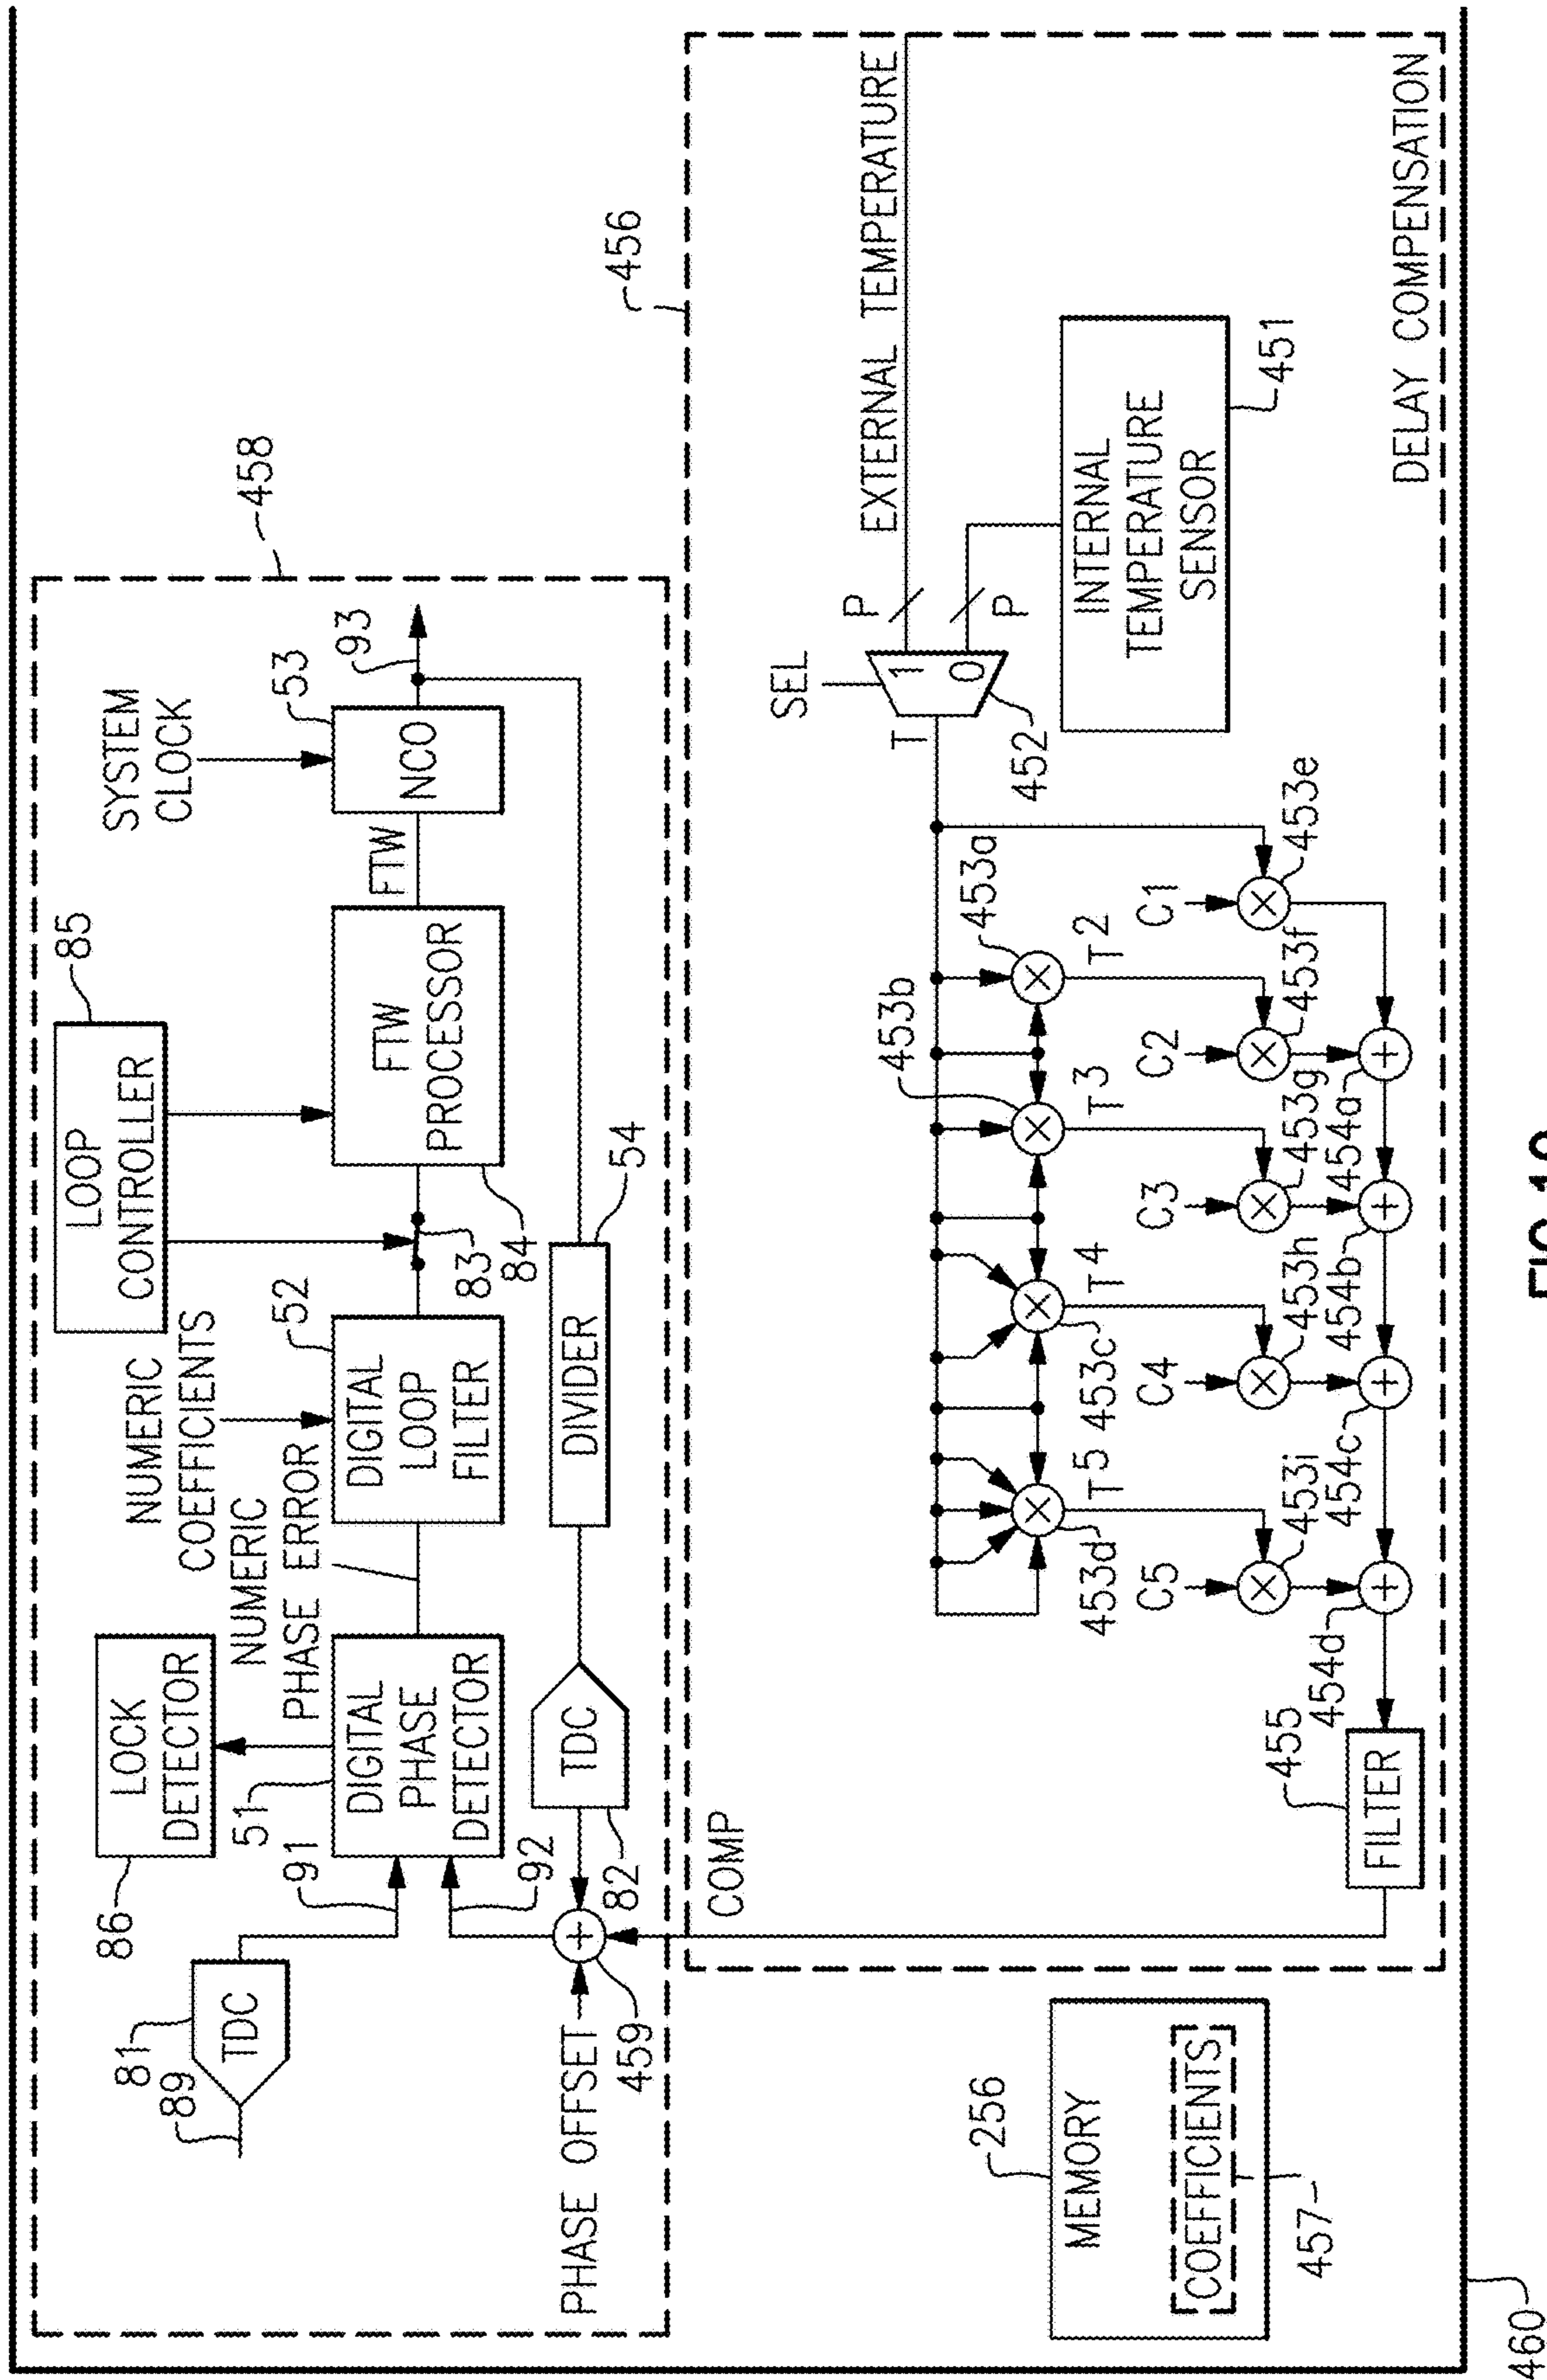 458
SYSTEM
CLOCK
53
NCO
93
FTW
85
LOOP
CONTROLLER
FTW
PROCESSOR
84
83
NUMERIC
COEFFICIENTS
52
DIGITAL
LOOP
FILTER
54
DIVIDER
NUMERIC
PHASE ERROR
86
LOCK
DETECTOR
51
DIGITAL
PHASE
DETECTOR
91
92
TDC
82
81
89
TDC
PHASE OFFSET
+
459
COMP
456
EXTERNAL TEMPERATURE
P
P
SEL
1
0
T
452
INTERNAL
TEMPERATURE
SENSOR
451
DELAY COMPENSATION
453a
453b
453c
453d
T2
T3
T4
T5
C1
C2
C3
C4
C5
453e
453f
453g
453h
453i
454a
454b
454c
454d
455
FILTER
256
MEMORY
COEFFICIENTS
457
460